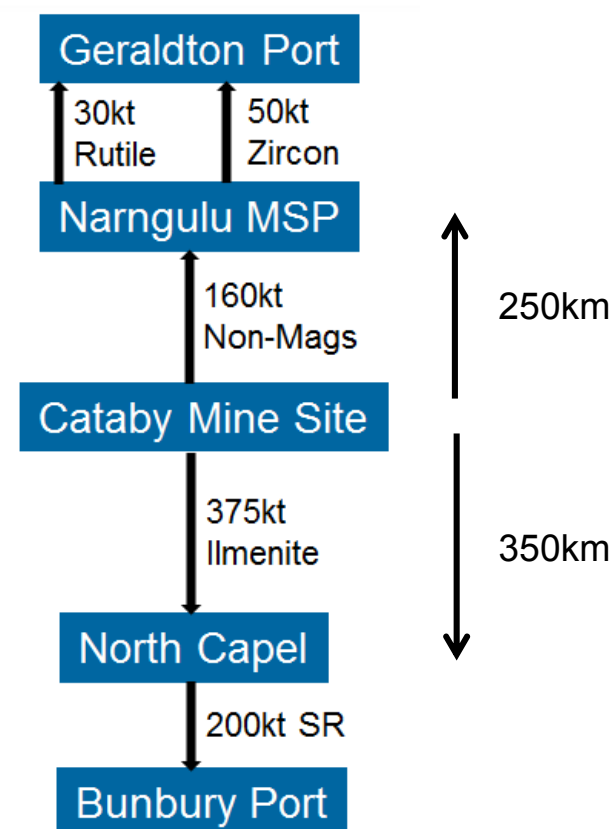 Geraldton Port
30kt
Rutile
50kt
Zircon
Narngulu MSP
250km
160kt
Non-Mags
Cataby Mine Site
375kt
Ilmenite
350km
North Capel
200kt SR
Bunbury Port